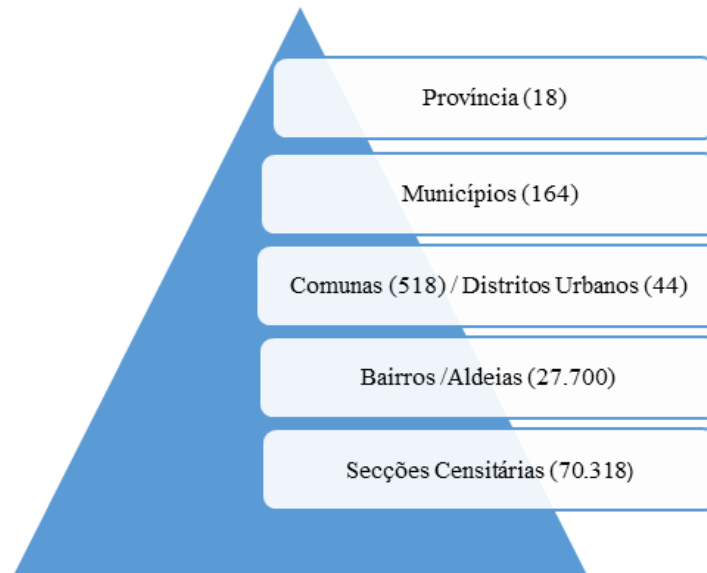 Província (18)
Municípios (164)
Comunas (518) / Distritos Urbanos (44)
Bairros /Aldeias (27.700)
Secções Censitárias (70.318)